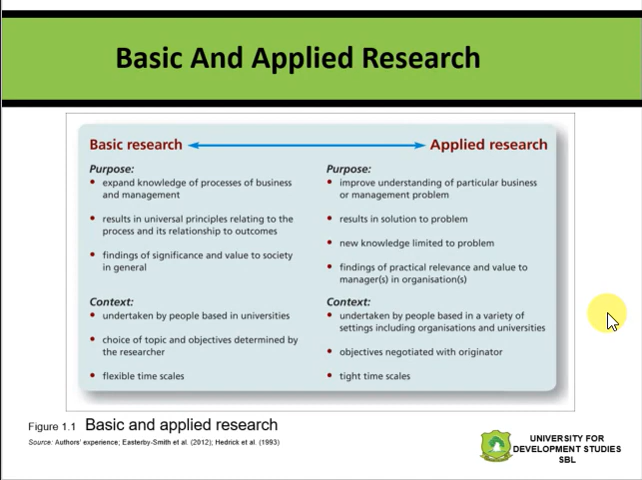 Basic And Applied Research
Basic research
Applied research
Purpose:
• expand knowledge of processes of business
and management
• results in universal principles relating to the
process and its relationship to outcomes
• findings of significance and value to society
in general
Context:
• undertaken by people based in universities
• choice of topic and objectives determined by
the researcher
• flexible time scales
Purpose:
• improve understanding of particular business
or management problem
• results in solution to problem
• new knowledge limited to problem
• findings of practical relevance and value to
manager(s) in organisation(s)
Context:
• undertaken by people based in a variety of
settings including organisations and universities
• objectives negotiated with originator
• tight time scales
Figure 1.1 Basic and applied research
Source: Authors' experience; Easterby-Smith et al. (2012); Hedrick et al. (1993)
UNIVERSITY FOR
DEVELOPMENT STUDIES
SBL